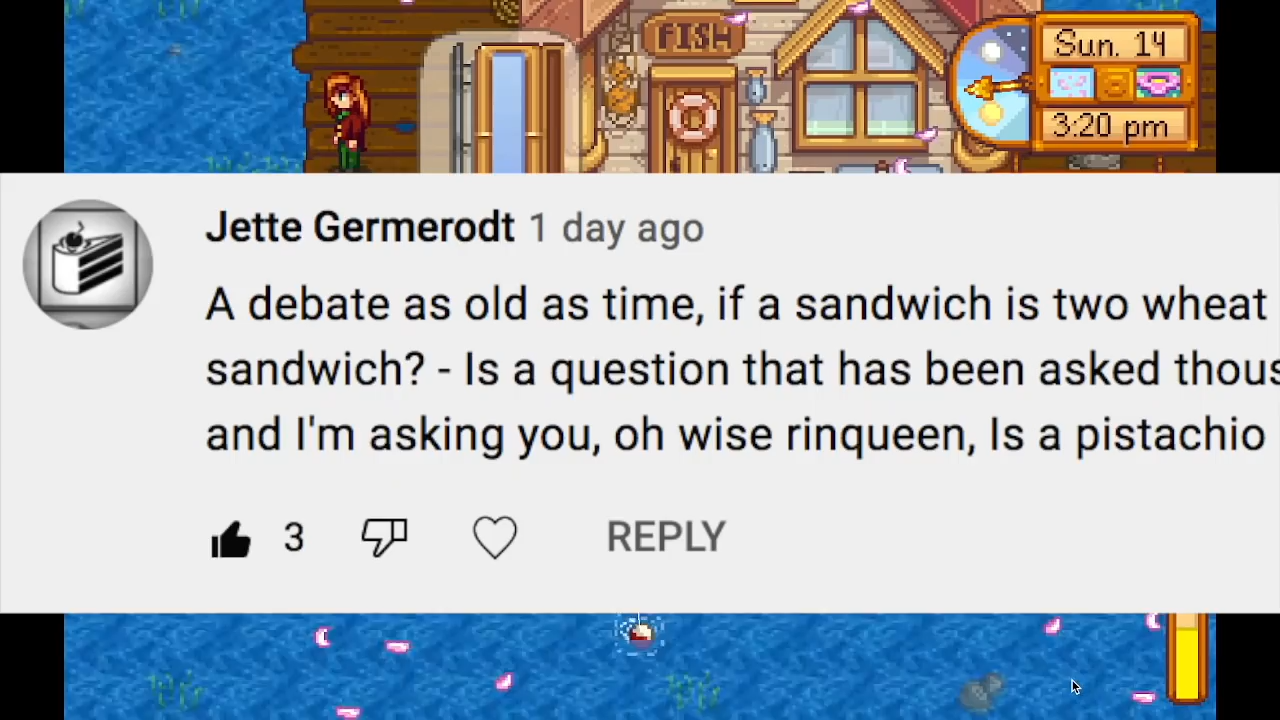 FISH
Sun. 14
3:20 pm
Jette Germerodt 1 day ago
A debate as old as time, if a sandwich is two wheat
sandwich? - Is a question that has been asked thous
and I'm asking you, oh wise rinqueen, Is a pistachio
3
REPLY